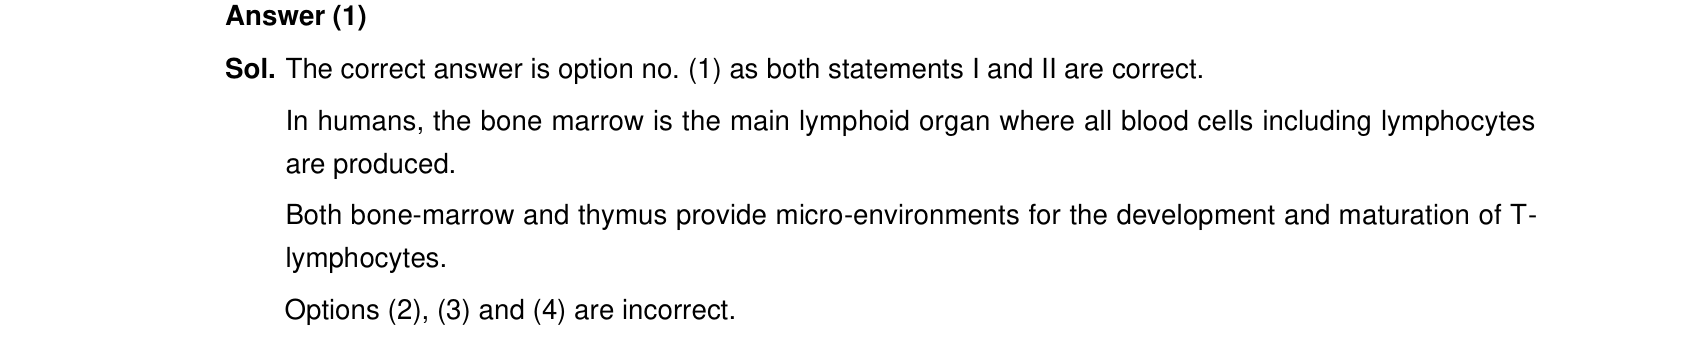 Answer (1)
Sol. The correct answer is option no. (1) as both statements I and II are correct.
In humans, the bone marrow is the main lymphoid organ where all blood cells including lymphocytes
are produced.
Both bone-marrow and thymus provide micro-environments for the development and maturation of T-
lymphocytes.
Options (2), (3) and (4) are incorrect.